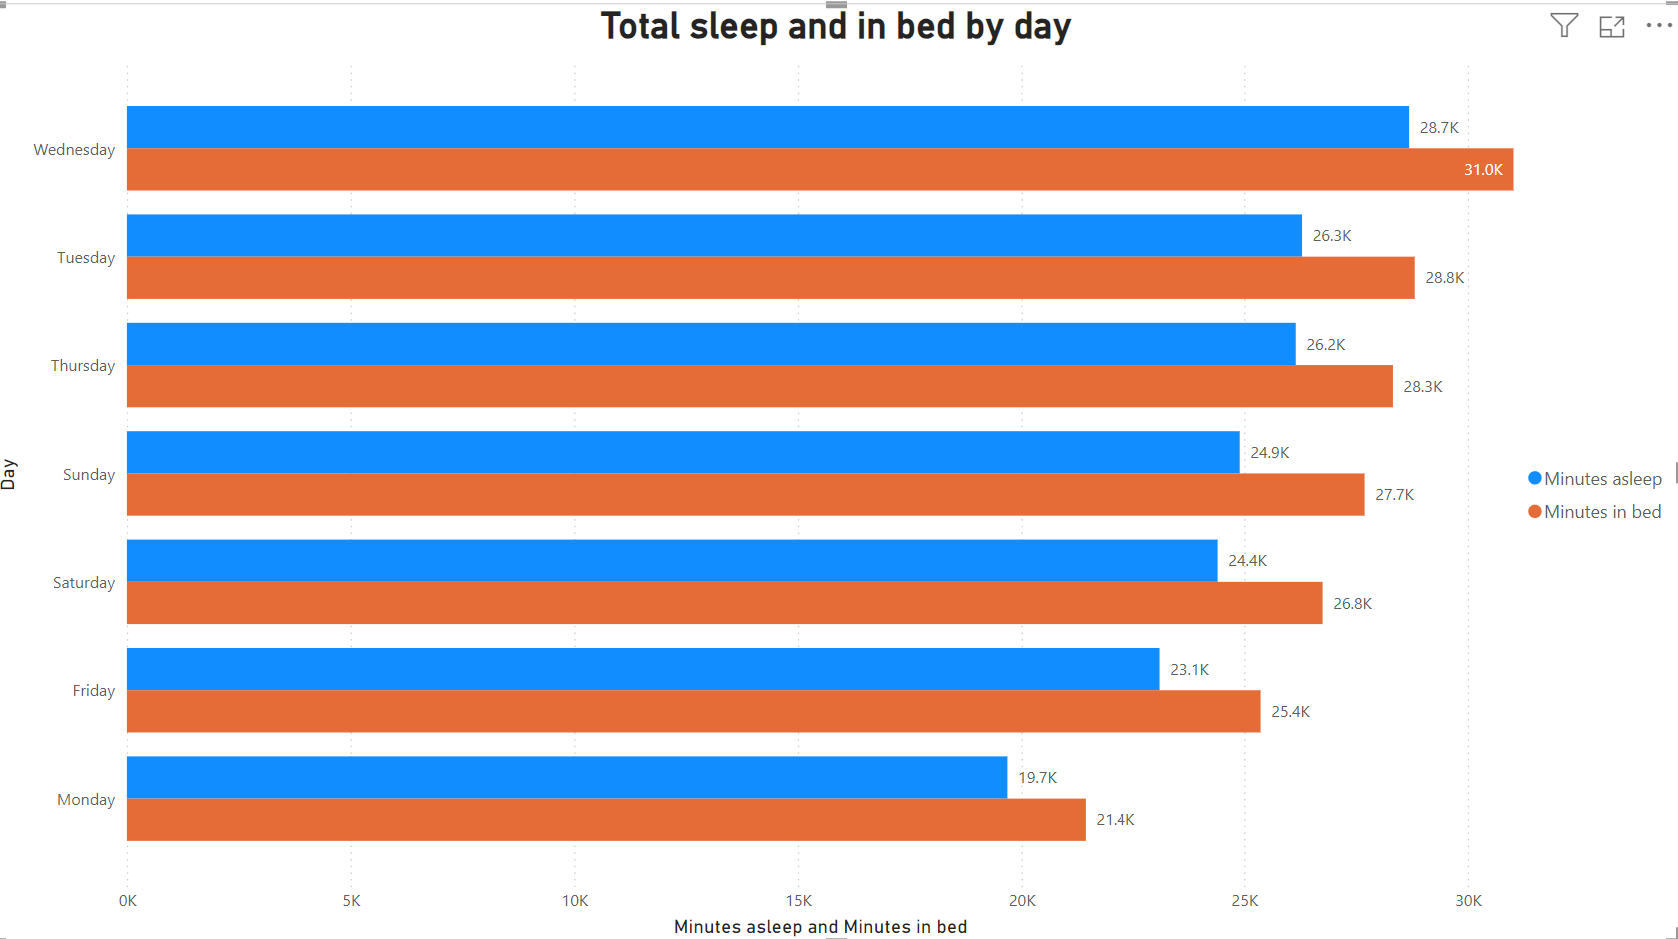 Total sleep and in bed by day
Wednesday
28.7K
31.0K
Tuesday
26.3K
28.8K
Thursday
26.2K
28.3K
Sunday
24.9K
27.7K
Saturday
24.4K
26.8K
Friday
23.1K
25.4K
Monday
19.7K
21.4K
Day
0K 5K 10K 15K 20K 25K 30K
Minutes asleep and Minutes in bed
Minutes asleep
Minutes in bed